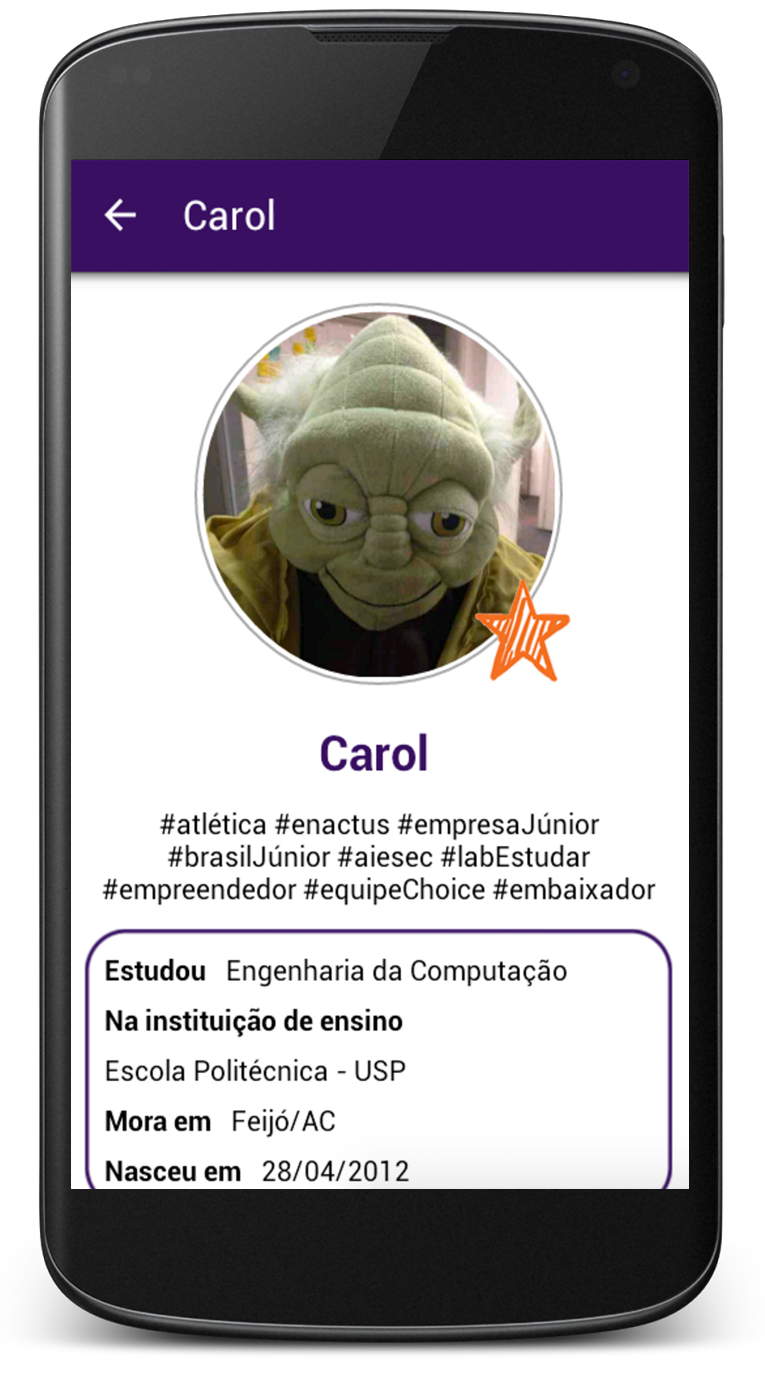 Carol
Carol
#atlética #enactus #empresaJúnior
#brasilJúnior #aiesec #labEstudar
#empreendedor #equipeChoice #embaixador
Estudou Engenharia da Computação
Na instituição de ensino
Escola Politécnica - USP
Mora em Feijó/AC
Nasceu em 28/04/2012